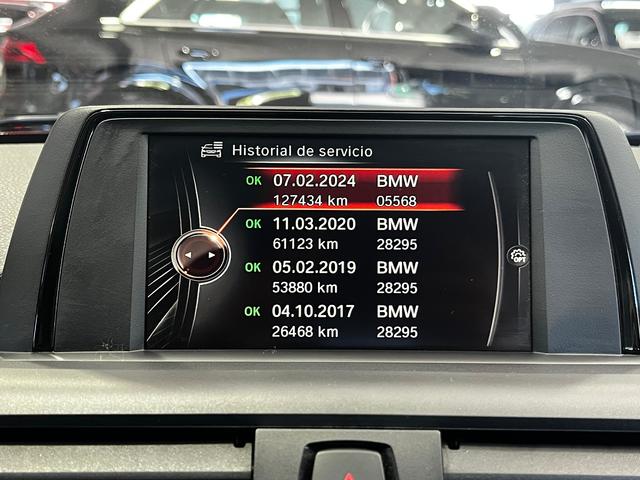 Historial de servicio
OK 07.02.2024 BMW
127434 km 05568
OK 11.03.2020 BMW
61123 km 28295
OK 05.02.2019 BMW
53880 km 28295
OK 04.10.2017 BMW
26468 km 28295
OPT